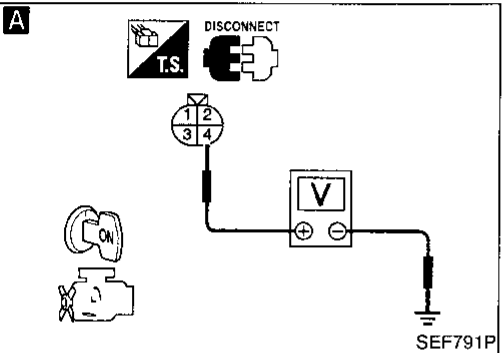 A
DISCONNECT
T.S.
1 2
3 4
V
+ −
ON
SEF791P